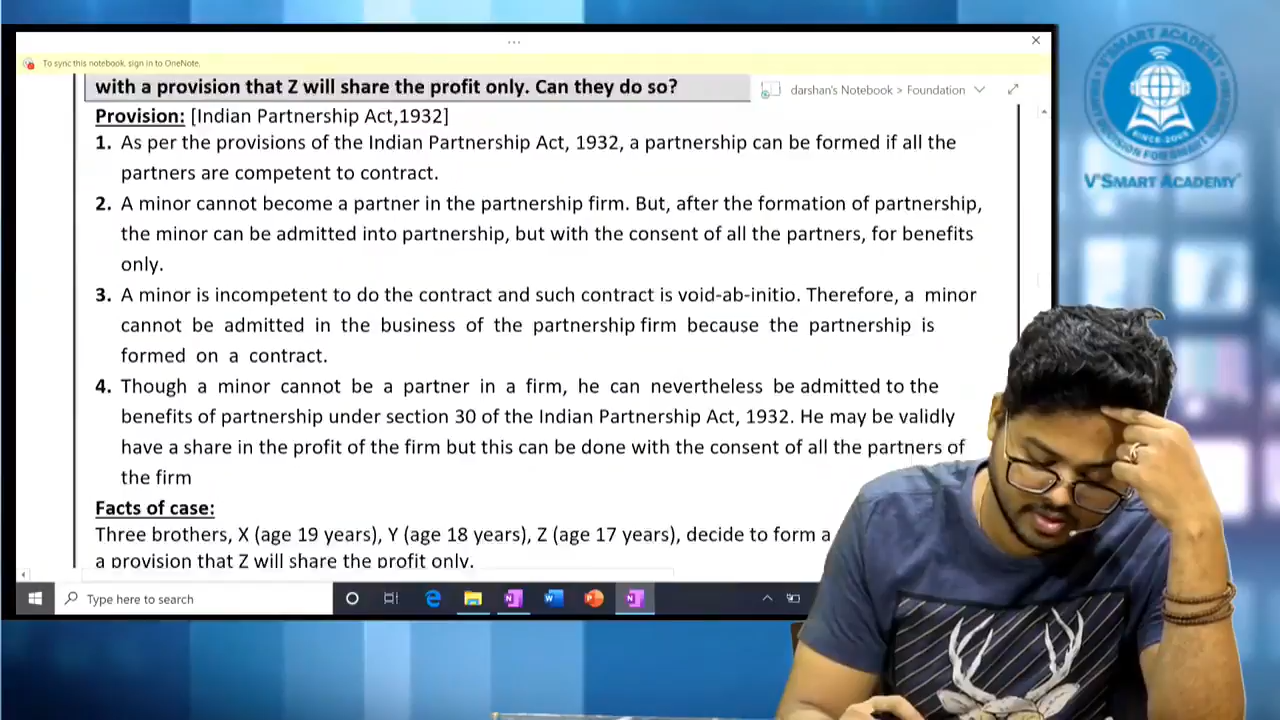 To sync this notebook, sign in to OneNote.
with a provision that Z will share the profit only. Can they do so?
darshan's Notebook > Foundation
Provision: [Indian Partnership Act,1932]
1. As per the provisions of the Indian Partnership Act, 1932, a partnership can be formed if all the
partners are competent to contract.
2. A minor cannot become a partner in the partnership firm. But, after the formation of partnership,
the minor can be admitted into partnership, but with the consent of all the partners, for benefits
only.
3. A minor is incompetent to do the contract and such contract is void-ab-initio. Therefore, a minor
cannot be admitted in the business of the partnership firm because the partnership is
formed on a contract.
4. Though a minor cannot be a partner in a firm, he can nevertheless be admitted to the
benefits of partnership under section 30 of the Indian Partnership Act, 1932. He may be validly
have a share in the profit of the firm but this can be done with the consent of all the partners of
the firm
Facts of case:
Three brothers, X (age 19 years), Y (age 18 years), Z (age 17 years), decide to form a
a provision that Z will share the profit only.
Type here to search
V'SMART ACADEMY
SINCE 2008
V'SMART ACADEMY